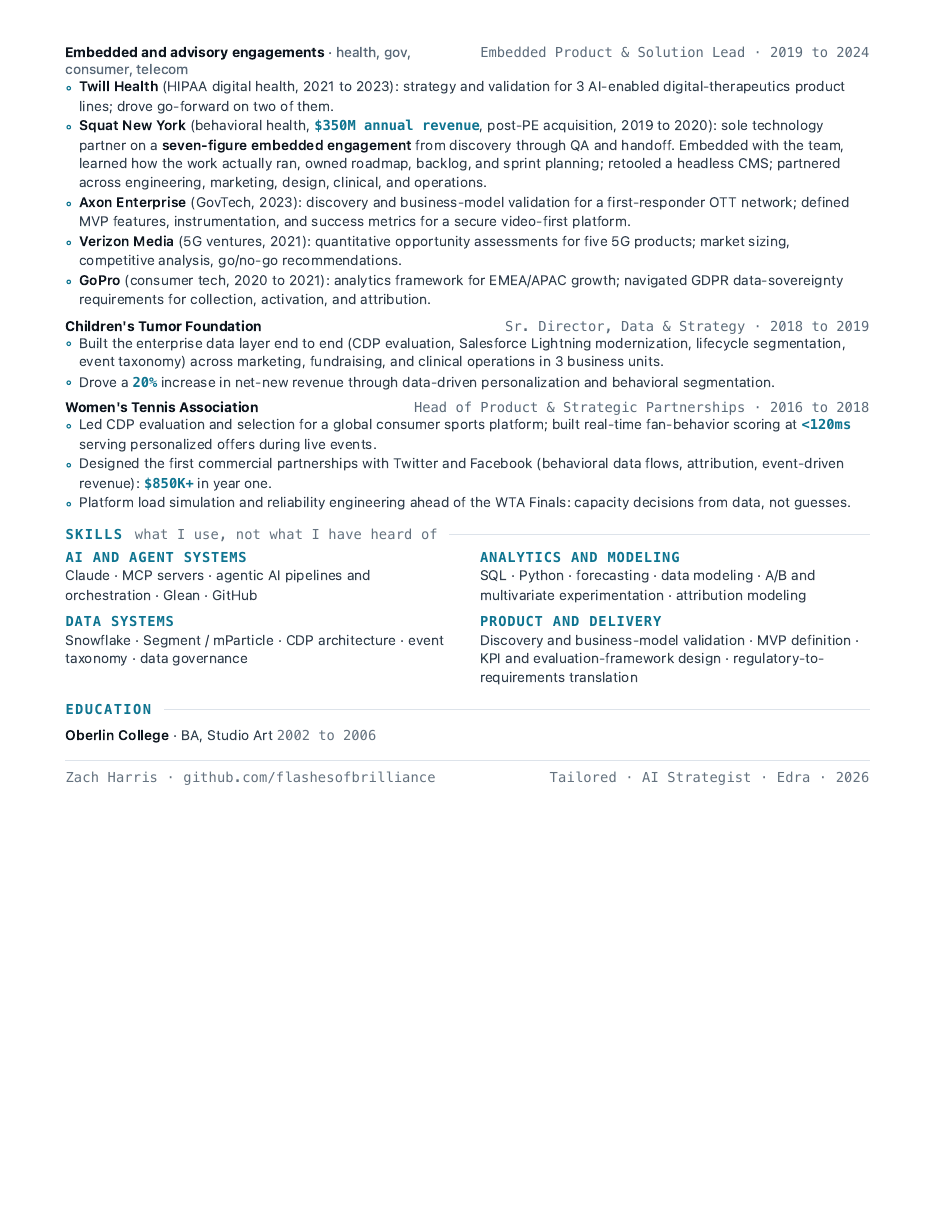 Embedded and advisory engagements · health, gov, consumer, telecom
Embedded Product & Solution Lead · 2019 to 2024
Twill Health (HIPAA digital health, 2021 to 2023): strategy and validation for 3 AI-enabled digital-therapeutics product
lines; drove go-forward on two of them.
Squat New York (behavioral health, $350M annual revenue, post-PE acquisition, 2019 to 2020): sole technology
partner on a seven-figure embedded engagement from discovery through QA and handoff. Embedded with the team,
learned how the work actually ran, owned roadmap, backlog, and sprint planning; retooled a headless CMS; partnered
across engineering, marketing, design, clinical, and operations.
Axon Enterprise (GovTech, 2023): discovery and business-model validation for a first-responder OTT network; defined
MVP features, instrumentation, and success metrics for a secure video-first platform.
Verizon Media (5G ventures, 2021): quantitative opportunity assessments for five 5G products; market sizing,
competitive analysis, go/no-go recommendations.
GoPro (consumer tech, 2020 to 2021): analytics framework for EMEA/APAC growth; navigated GDPR data-sovereignty
requirements for collection, activation, and attribution.
Children's Tumor Foundation
Sr. Director, Data & Strategy · 2018 to 2019
Built the enterprise data layer end to end (CDP evaluation, Salesforce Lightning modernization, lifecycle segmentation,
event taxonomy) across marketing, fundraising, and clinical operations in 3 business units.
Drove a 20% increase in net-new revenue through data-driven personalization and behavioral segmentation.
Women's Tennis Association
Head of Product & Strategic Partnerships · 2016 to 2018
Led CDP evaluation and selection for a global consumer sports platform; built real-time fan-behavior scoring at <120ms
serving personalized offers during live events.
Designed the first commercial partnerships with Twitter and Facebook (behavioral data flows, attribution, event-driven
revenue): $850K+ in year one.
Platform load simulation and reliability engineering ahead of the WTA Finals: capacity decisions from data, not guesses.
SKILLS what I use, not what I have heard of
AI AND AGENT SYSTEMS
Claude · MCP servers · agentic AI pipelines and
orchestration · Glean · GitHub
ANALYTICS AND MODELING
SQL · Python · forecasting · data modeling · A/B and
multivariate experimentation · attribution modeling
DATA SYSTEMS
Snowflake · Segment / mParticle · CDP architecture · event
taxonomy · data governance
PRODUCT AND DELIVERY
Discovery and business-model validation · MVP definition ·
KPI and evaluation-framework design · regulatory-to-
requirements translation
EDUCATION
Oberlin College · BA, Studio Art 2002 to 2006
Zach Harris · github.com/flashesofbrilliance
Tailored · AI Strategist · Edra · 2026